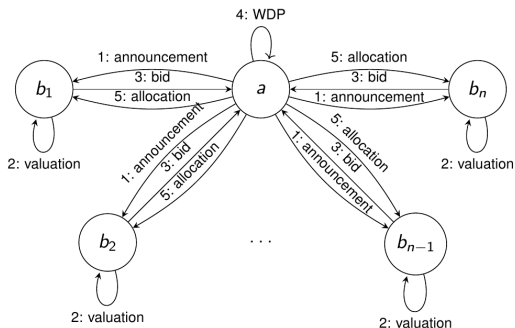 4: WDP
1: announcement
3: bid
5: allocation
5: allocation
3: bid
1: announcement
b1
a
bn
2: valuation
2: valuation
1: announcement
3: bid
5: allocation
5: allocation
3: bid
1: announcement
b2
...
bn−1
2: valuation
2: valuation